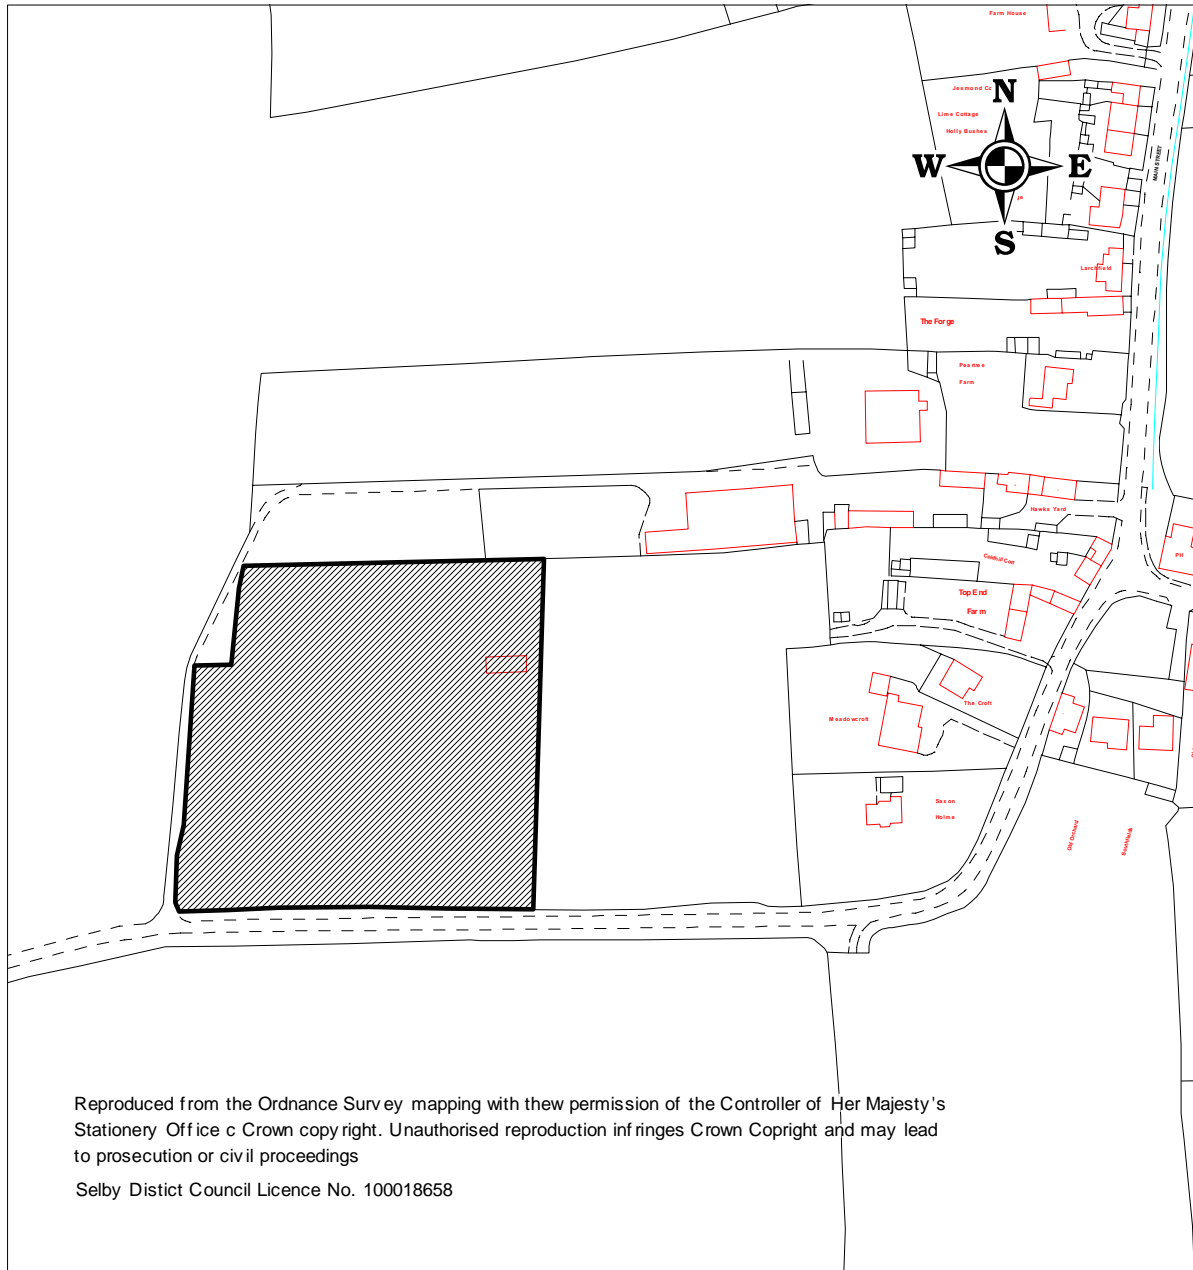 Farm House
Jesmond Co
N
Lime Cottage
Holly Bushes
W
E
MAIN STREET
S
Larchfield
The Forge
Peartree
Farm
Hawks Yard
PH
Top End
Farm
The Croft
Meadowcroft
Saxon
Holme
Old Orchard
Southfields
Reproduced from the Ordnance Survey mapping with thew permission of the Controller of Her Majesty's
Stationery Office c Crown copyright. Unauthorised reproduction infringes Crown Copright and may lead
to prosecution or civil proceedings
Selby Distict Council Licence No. 100018658